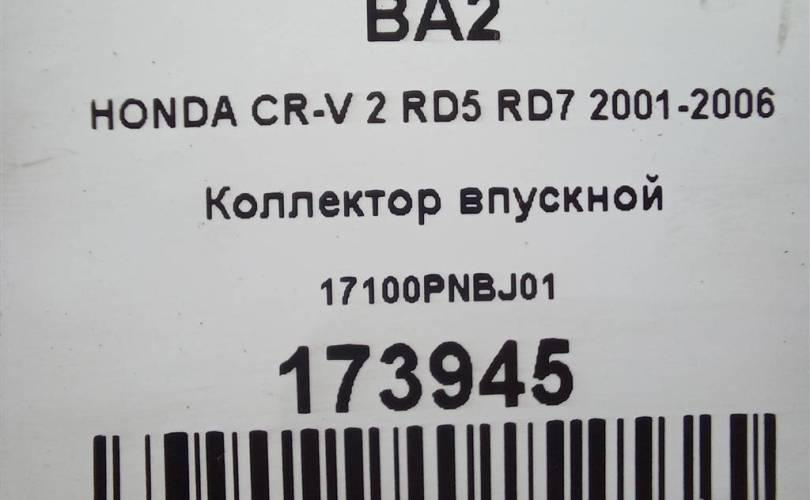 BA2
HONDA CR-V 2 RD5 RD7 2001-2006
Коллектор впускной
17100PNBJ01
173945